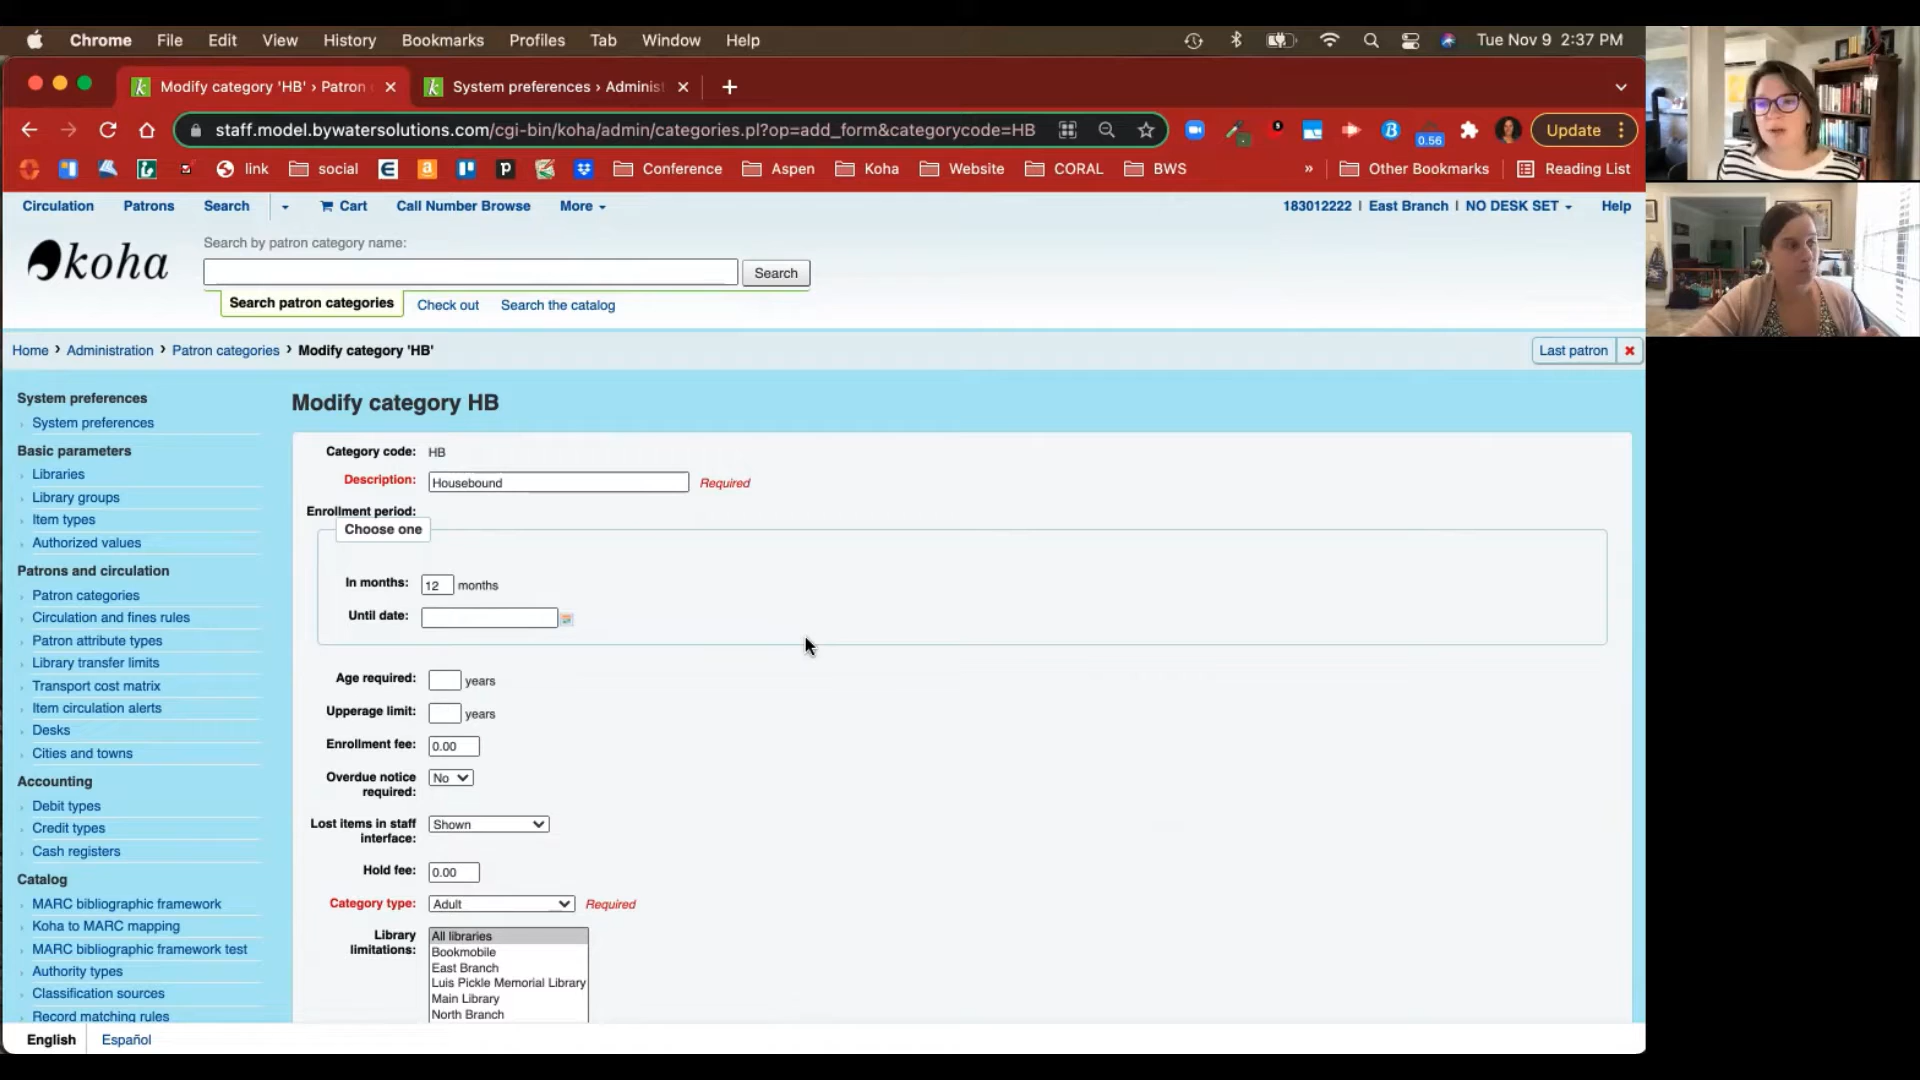 Chrome File Edit View History Bookmarks Profiles Tab Window Help Tue Nov 9 2:37 PM
Modify category 'HB' › Patron System preferences › Adminis
staff.model.bywatersolutions.com/cgi-bin/koha/admin/categories.pl?op=add_form&categorycode=HB 0.56 Update
link social Conference Aspen Koha Website CORAL BWS » Other Bookmarks Reading List
Circulation Patrons Search Cart Call Number Browse More 183012222 | East Branch | NO DESK SET Help
koha
Search by patron category name:
Search
Search patron categories Check out Search the catalog
Home › Administration › Patron categories › Modify category 'HB' Last patron
System preferences
System preferences
Basic parameters
Libraries
Library groups
Item types
Authorized values
Patrons and circulation
Patron categories
Circulation and fines rules
Patron attribute types
Library transfer limits
Transport cost matrix
Item circulation alerts
Desks
Cities and towns
Accounting
Debit types
Credit types
Cash registers
Catalog
MARC bibliographic framework
Koha to MARC mapping
MARC bibliographic framework test
Authority types
Classification sources
Record matching rules
Modify category HB
Category code: HB
Description: Housebound Required
Enrollment period:
Choose one
In months: 12 months
Until date:
Age required: years
Upperage limit: years
Enrollment fee: 0.00
Overdue notice required: No
Lost items in staff interface: Shown
Hold fee: 0.00
Category type: Adult Required
Library limitations: All libraries
Bookmobile
East Branch
Luis Pickle Memorial Library
Main Library
North Branch
English Español